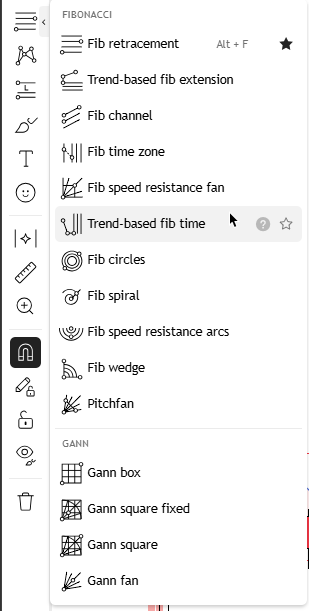 FIBONACCI
Fib retracement Alt + F
Trend-based fib extension
Fib channel
Fib time zone
Fib speed resistance fan
Trend-based fib time ?
Fib circles
Fib spiral
Fib speed resistance arcs
Fib wedge
Pitchfan
GANN
Gann box
Gann square fixed
Gann square
Gann fan